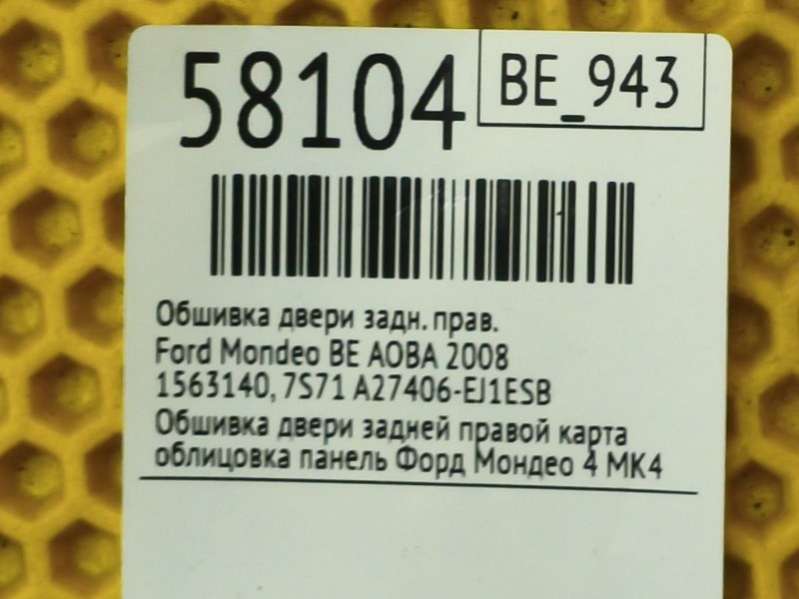 58104
BE_943
Обшивка двери задн. прав.
Ford Mondeo BE AOBA 2008
1563140, 7S71 A27406-EJ1ESB
Обшивка двери задней правой карта
облицовка панель Форд Мондео 4 МК4